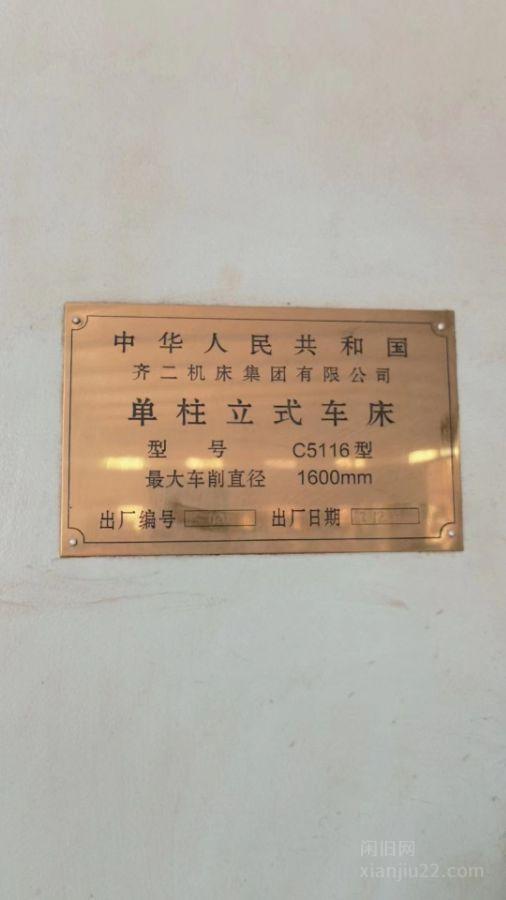 中华人民共和国
齐二机床集团有限公司
单柱立式车床
型号 C5116型
最大车削直径 1600mm
出厂编号 出厂日期
闲旧网
xianjiu22.com